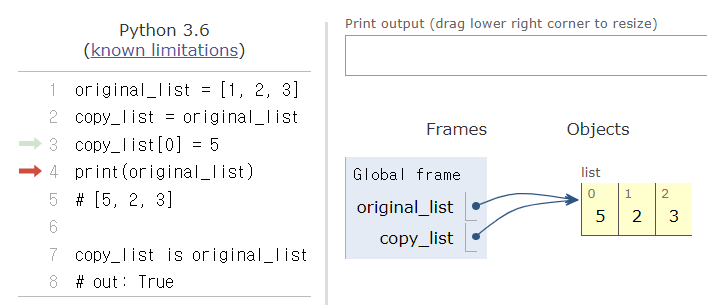 Python 3.6
(known limitations)
1 original_list = [1, 2, 3]
2 copy_list = original_list
3 copy_list[0] = 5
4 print(original_list)
5 # [5, 2, 3]
6
7 copy_list is original_list
8 # out: True
Print output (drag lower right corner to resize)
Frames Objects
Global frame
original_list
copy_list
list
0 1 2
5 2 3